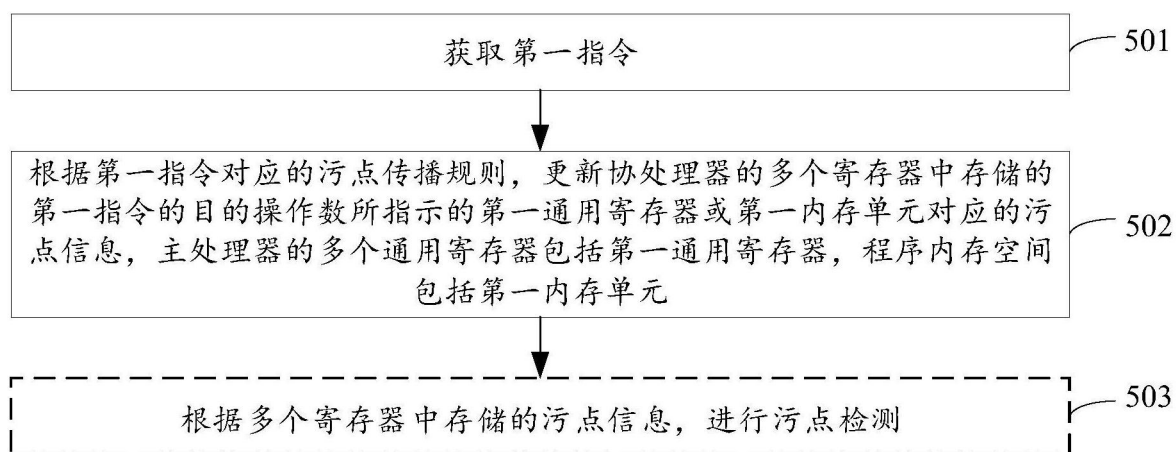 获取第一指令
501
根据第一指令对应的污点传播规则，更新协处理器的多个寄存器中存储的
第一指令的目的操作数所指示的第一通用寄存器或第一内存单元对应的污
点信息，主处理器的多个通用寄存器包括第一通用寄存器，程序内存空间
包括第一内存单元
502
根据多个寄存器中存储的污点信息，进行污点检测
503